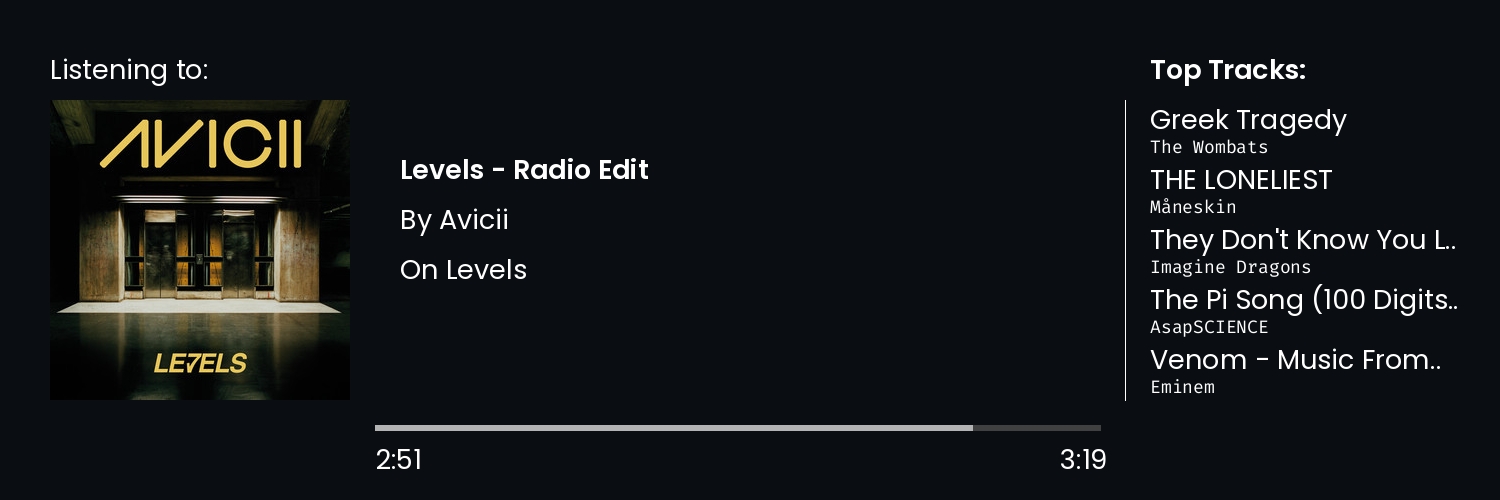 Listening to:
AVICII
LE7ELS
Levels - Radio Edit
By Avicii
On Levels
2:51
3:19
Top Tracks:
Greek Tragedy
The Wombats
THE LONELIEST
Måneskin
They Don't Know You L..
Imagine Dragons
The Pi Song (100 Digits..
AsapSCIENCE
Venom - Music From..
Eminem